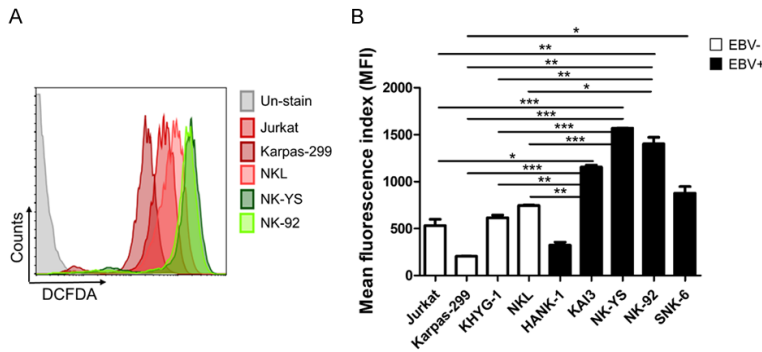 A
Un-stain
Jurkat
Karpas-299
NKL
NK-YS
NK-92
Counts
DCFDA
B
EBV-
EBV+
*
**
**
**
*
***
***
***
***
*
***
**
**
Mean fluorescence index (MFI)
2000
1500
1000
500
0
Jurkat
Karpas-299
KHYG-1
NKL
HANK-1
KAI3
NK-YS
NK-92
SNK-6